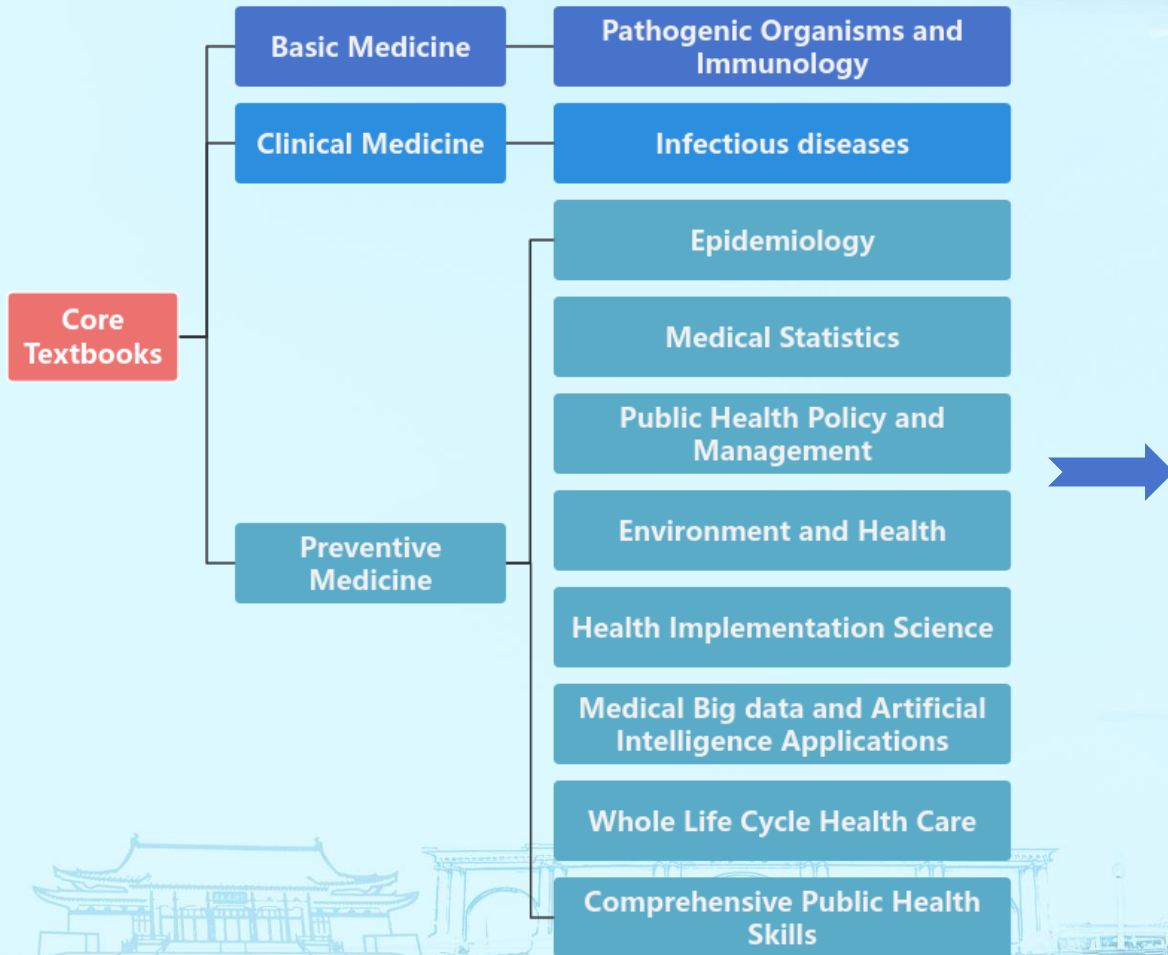 Basic Medicine
Pathogenic Organisms and
Immunology
Clinical Medicine
Infectious diseases
Epidemiology
Core
Textbooks
Medical Statistics
Public Health Policy and
Management
Environment and Health
Preventive
Medicine
Health Implementation Science
Medical Big data and Artificial
Intelligence Applications
Whole Life Cycle Health Care
Comprehensive Public Health
Skills